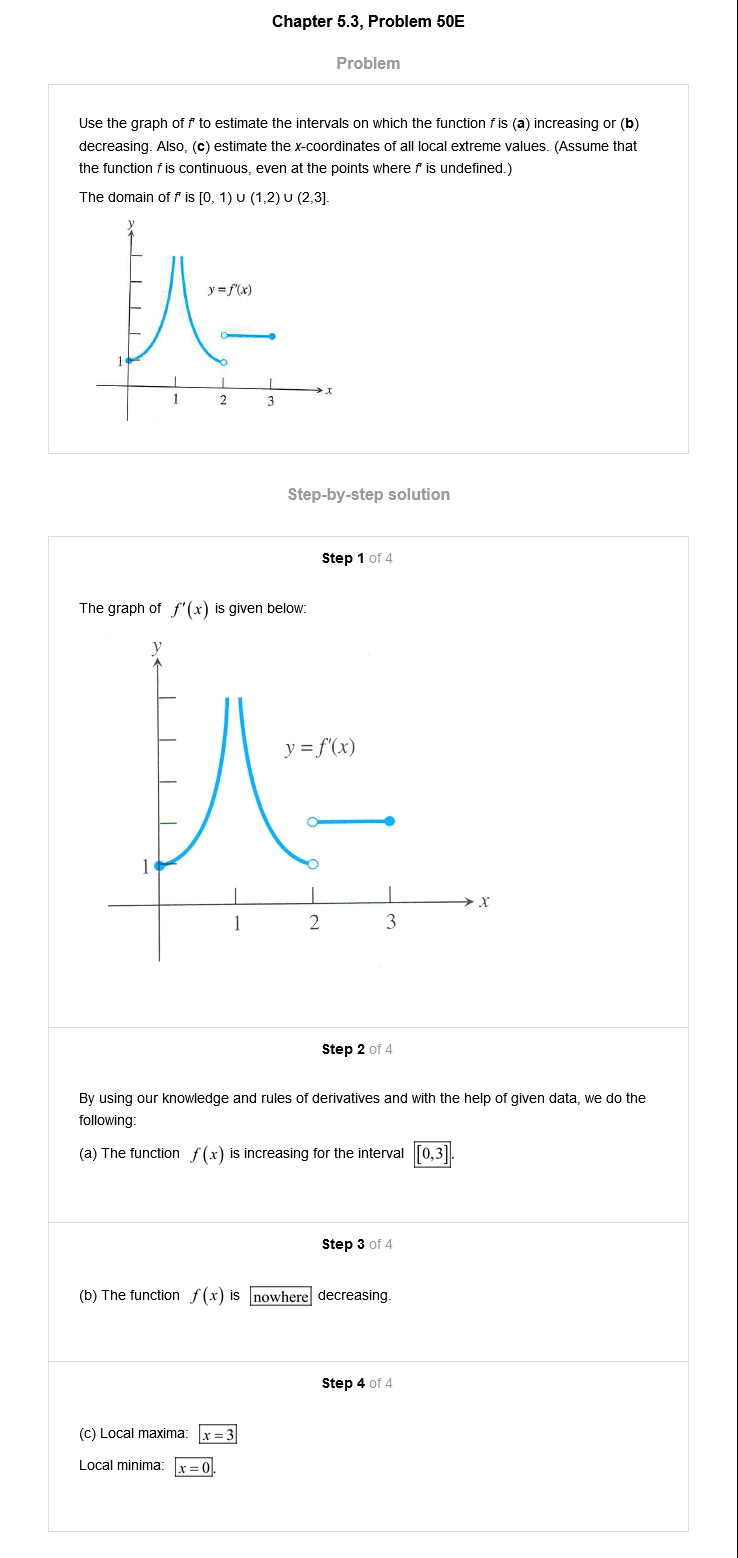 Chapter 5.3, Problem 50E
Problem
Use the graph of f′ to estimate the intervals on which the function f is (a) increasing or (b)
decreasing. Also, (c) estimate the x-coordinates of all local extreme values. (Assume that
the function f is continuous, even at the points where f′ is undefined.)
The domain of f′ is [0, 1) ∪ (1,2) ∪ (2,3].
y
y = f′(x)
1
x
1 2 3
Step-by-step solution
Step 1 of 4
The graph of f′(x) is given below:
y
y = f′(x)
1
x
1 2 3
Step 2 of 4
By using our knowledge and rules of derivatives and with the help of given data, we do the
following:
(a) The function f(x) is increasing for the interval [0,3].
Step 3 of 4
(b) The function f(x) is nowhere decreasing.
Step 4 of 4
(c) Local maxima: x = 3
Local minima: x = 0.